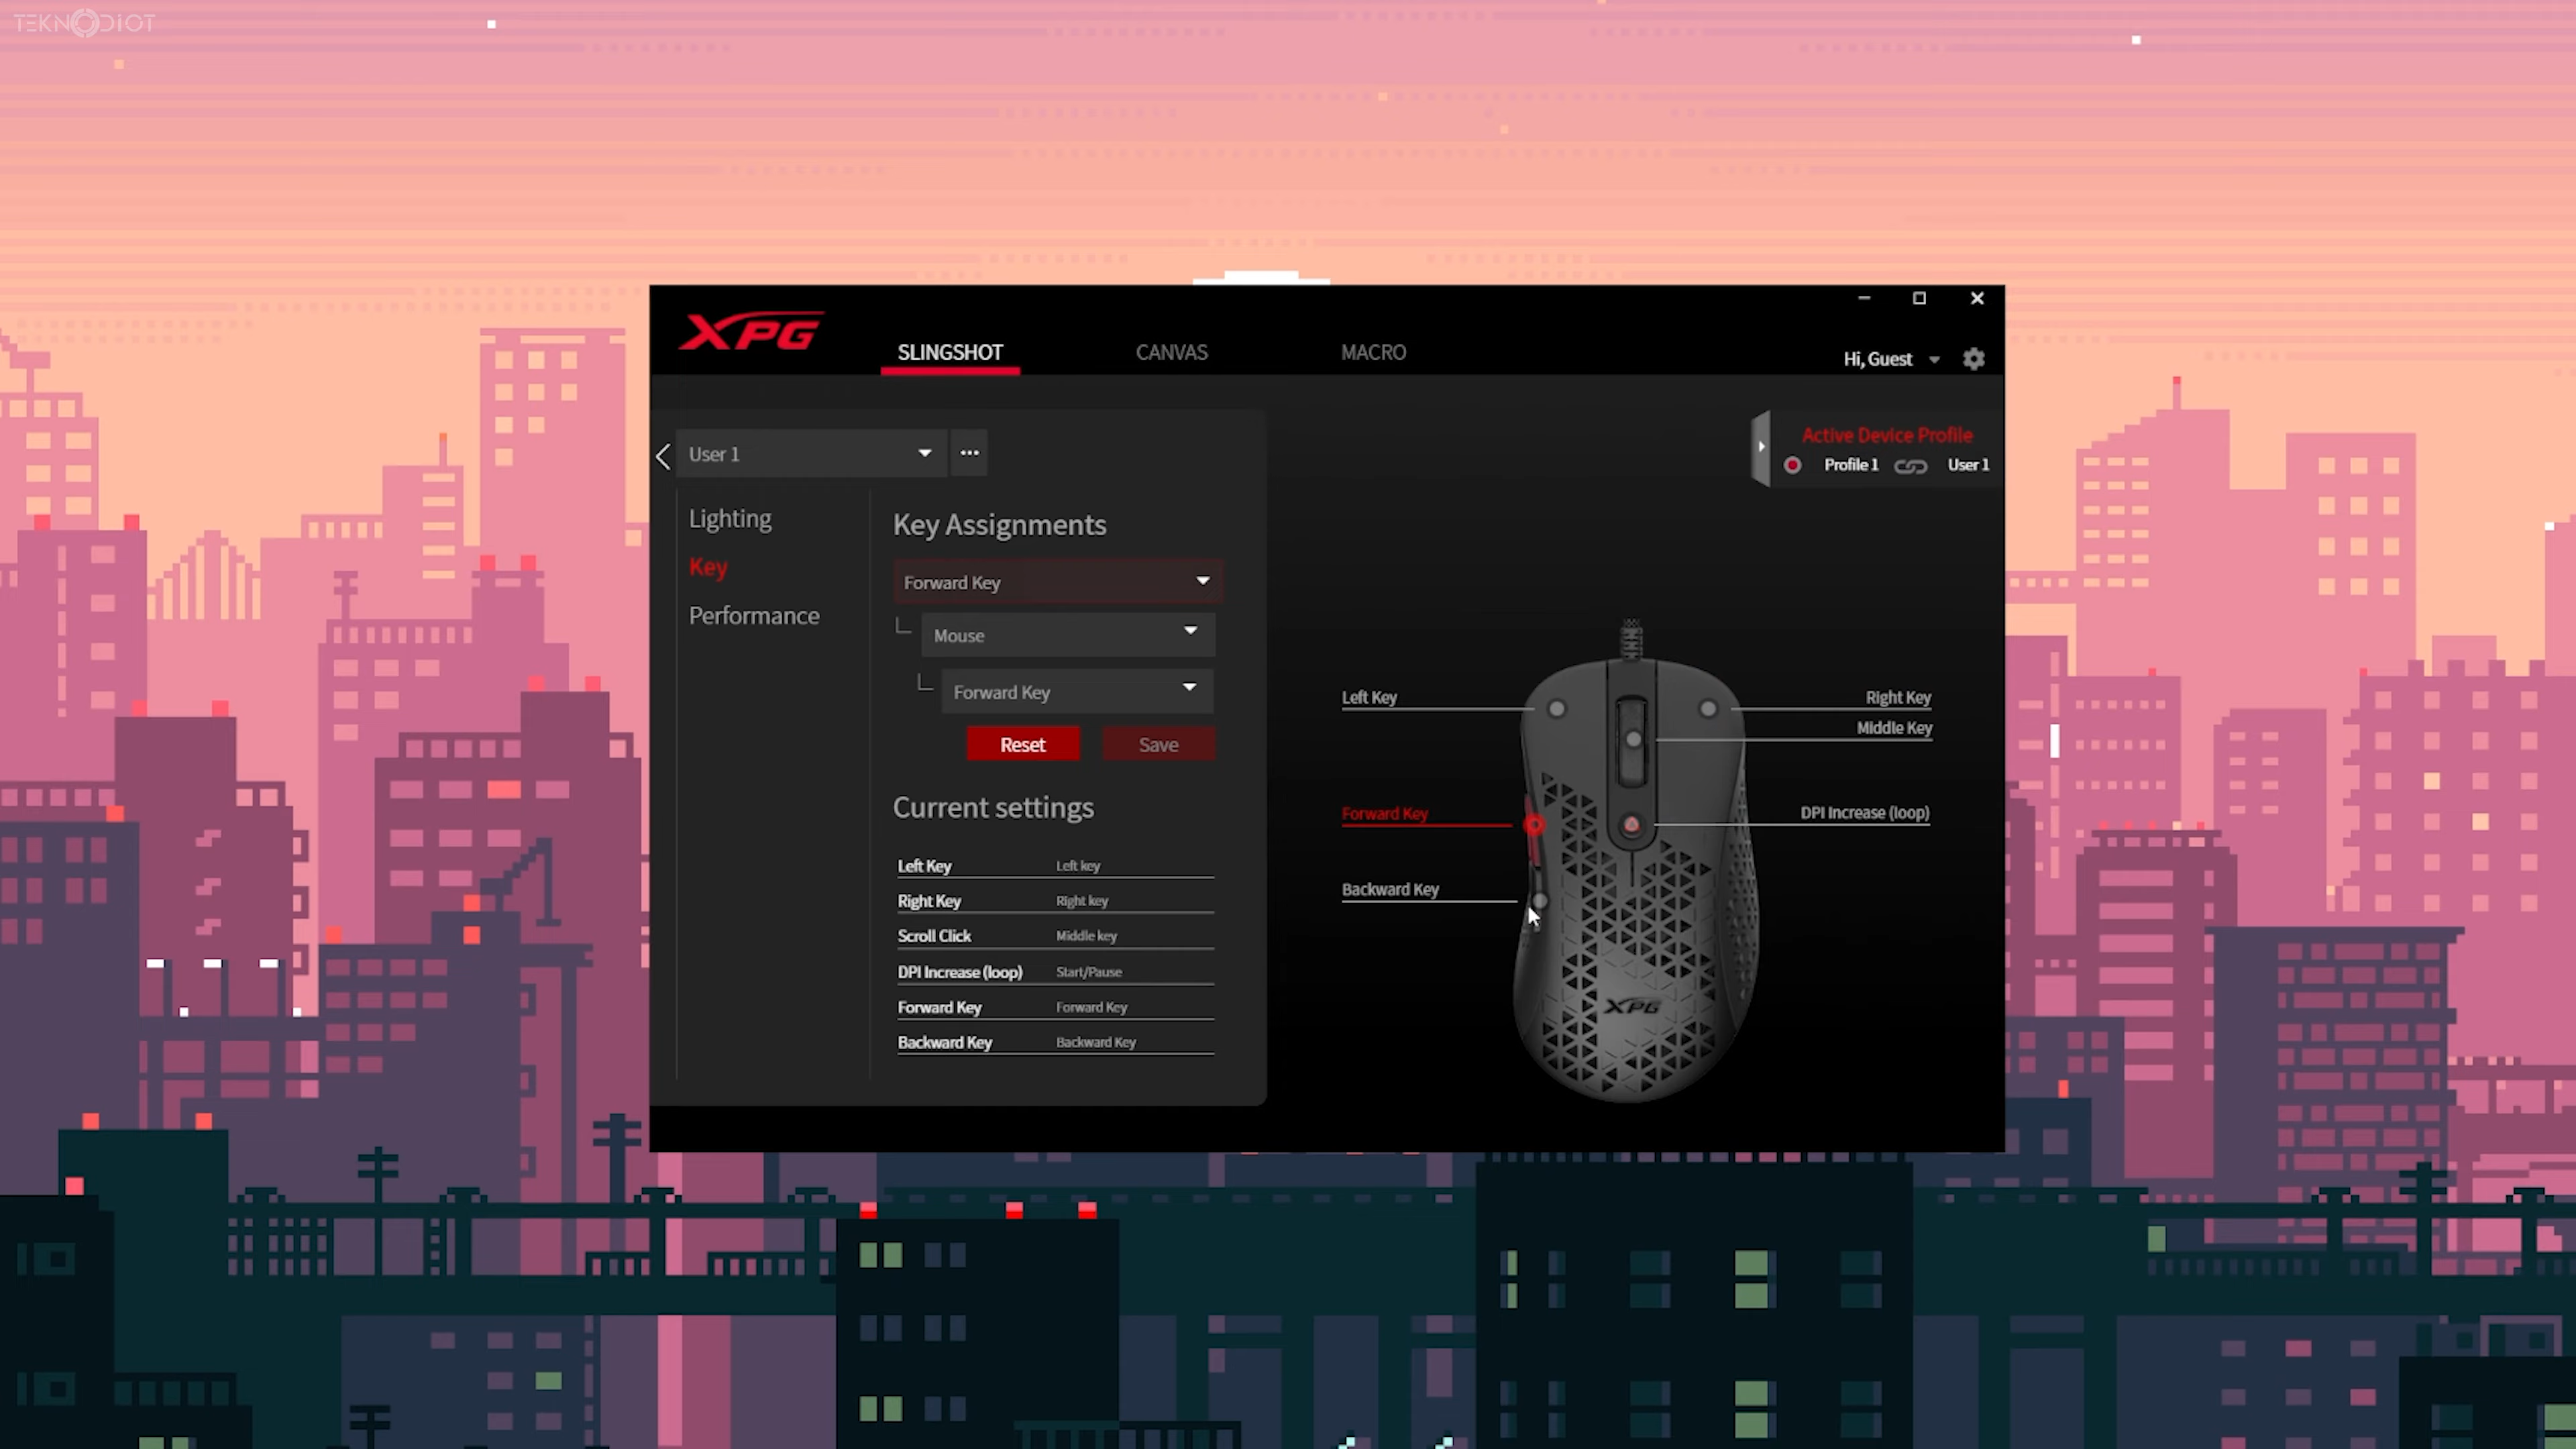 TEKNODIOT
XPG
SLINGSHOT
CANVAS
MACRO
Hi, Guest
User 1
...
Active Device Profile
Profile 1
User 1
Lighting
Key
Performance
Key Assignments
Forward Key
Mouse
Forward Key
Reset
Save
Current settings
Left Key Left key
Right Key Right key
Scroll Click Middle key
DPI Increase (loop) Start/Pause
Forward Key Forward Key
Backward Key Backward Key
Left Key
Right Key
Middle Key
Forward Key
DPI Increase (loop)
Backward Key
XPG